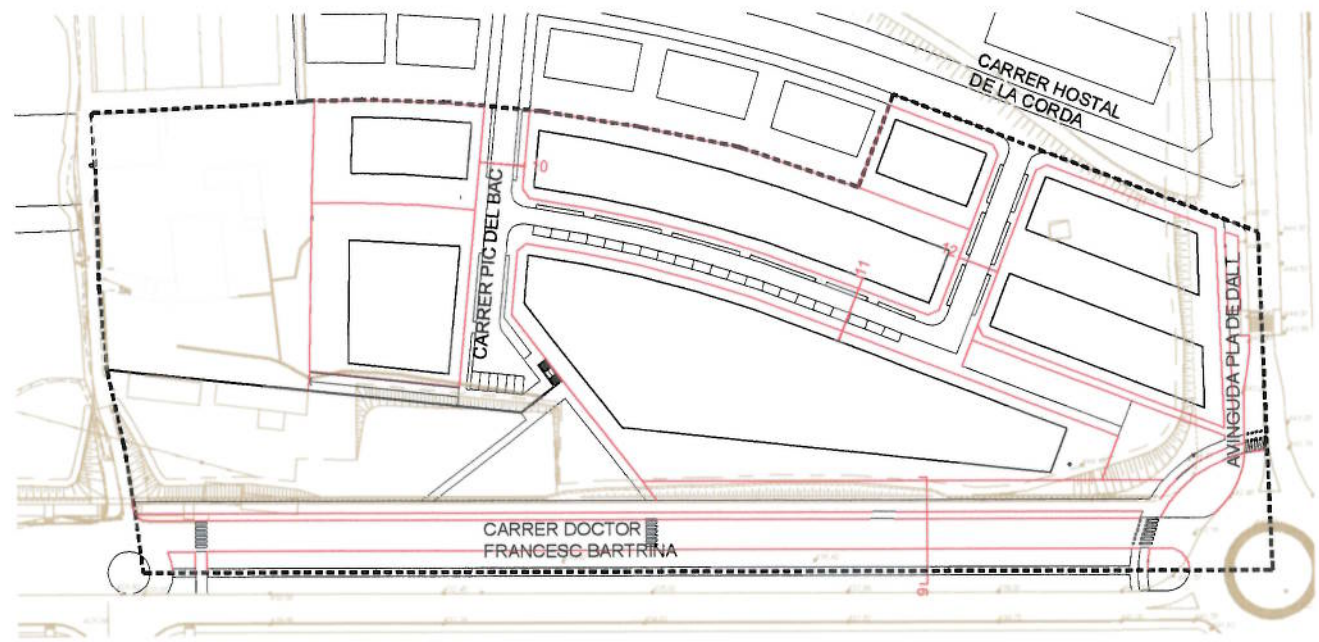 CARRER HOSTAL
DE LA CORDA
10
CARRER PIC DEL BAC
11
12
AVINGUDA PLA DE DALT
CARRER DOCTOR
FRANCESC BARTRINA